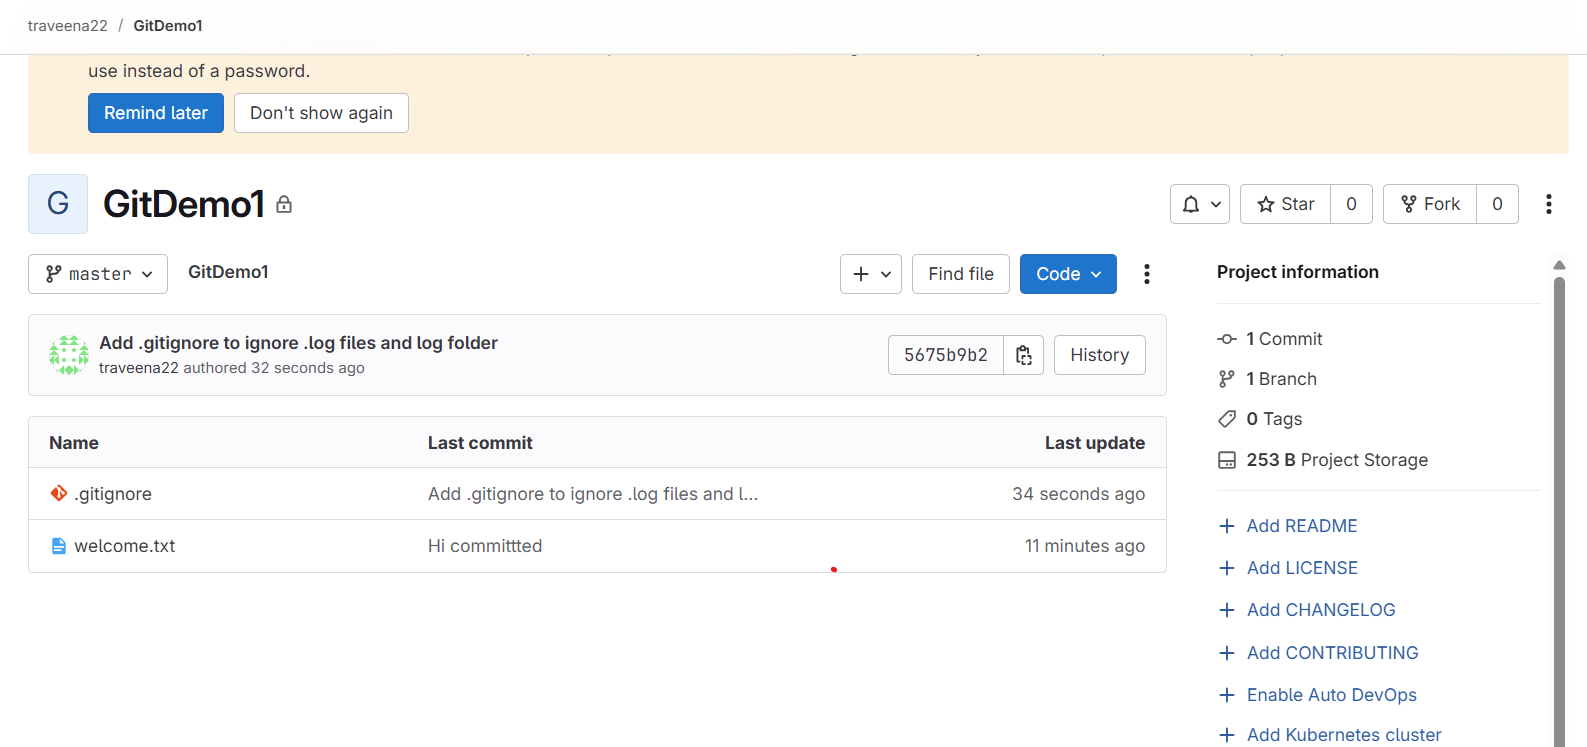 traveena22 / GitDemo1
use instead of a password.
Remind later
Don't show again
G
GitDemo1
Star 0
Fork 0
master
GitDemo1
Find file
Code
Project information
Add .gitignore to ignore .log files and log folder
traveena22 authored 32 seconds ago
5675b9b2
History
1 Commit
1 Branch
0 Tags
253 B Project Storage
Name Last commit Last update
.gitignore Add .gitignore to ignore .log files and l... 34 seconds ago
welcome.txt Hi committted 11 minutes ago
Add README
Add LICENSE
Add CHANGELOG
Add CONTRIBUTING
Enable Auto DevOps
Add Kubernetes cluster